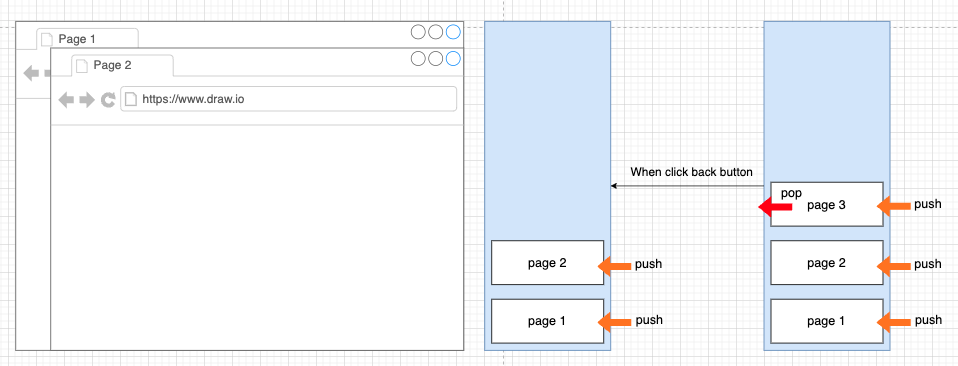 Page 1
Page 2
https://www.draw.io
When click back button
pop
page 3
push
page 2
push
page 2
push
page 1
push
page 1
push